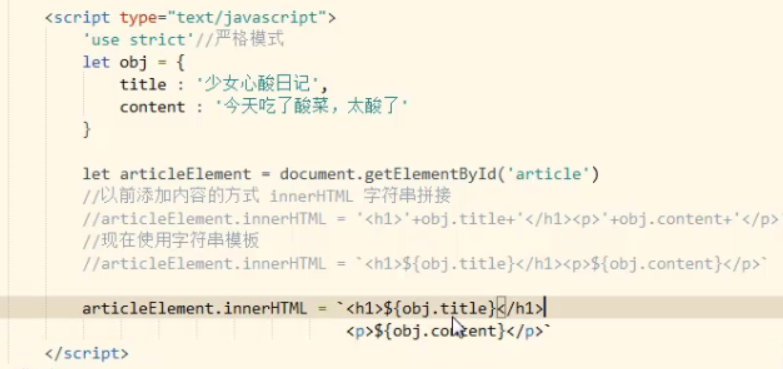 <script type="text/javascript">
'use strict'//严格模式
let obj = {
title : '少女心酸日记',
content : '今天吃了酸菜，太酸了'
}
let articleElement = document.getElementById('article')
//以前添加内容的方式 innerHTML 字符串拼接
//articleElement.innerHTML = '<h1>'+obj.title+'</h1><p>'+obj.content+'</p>
//现在使用字符串模板
//articleElement.innerHTML = `<h1>${obj.title}</h1><p>${obj.content}</p>`
articleElement.innerHTML = `<h1>${obj.title}</h1>
<p>${obj.content}</p>`
</script>